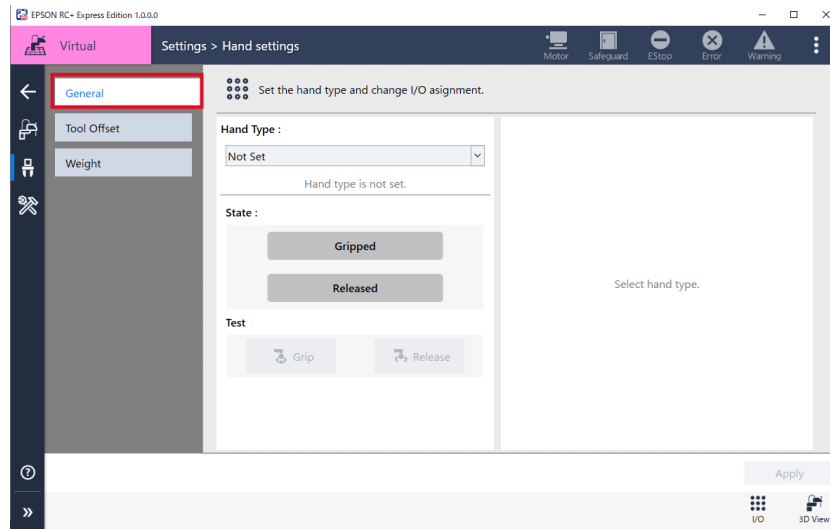 EPSON RC+ Express Edition 1.0.0.0
Virtual
Settings > Hand settings
Motor
Safeguard
EStop
Error
Warning
General
Tool Offset
Weight
Set the hand type and change I/O asignment.
Hand Type :
Not Set
Hand type is not set.
State :
Gripped
Released
Test
Grip
Release
Select hand type.
Apply
I/O
3D View